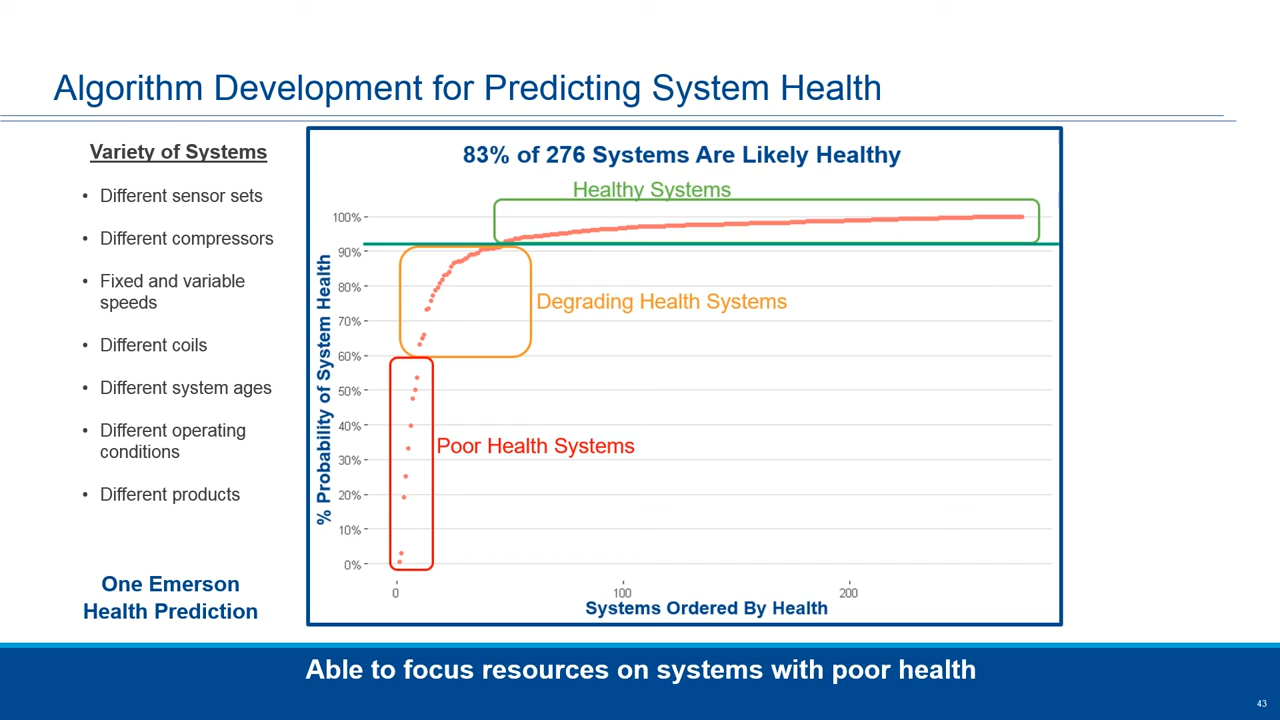 Algorithm Development for Predicting System Health
Variety of Systems
• Different sensor sets
• Different compressors
• Fixed and variable
speeds
• Different coils
• Different system ages
• Different operating
conditions
• Different products
One Emerson
Health Prediction
83% of 276 Systems Are Likely Healthy
Healthy Systems
Degrading Health Systems
Poor Health Systems
% Probability of System Health
100%
90%
80%
70%
60%
50%
40%
30%
20%
10%
0%
0 100 200
Systems Ordered By Health
Able to focus resources on systems with poor health
43